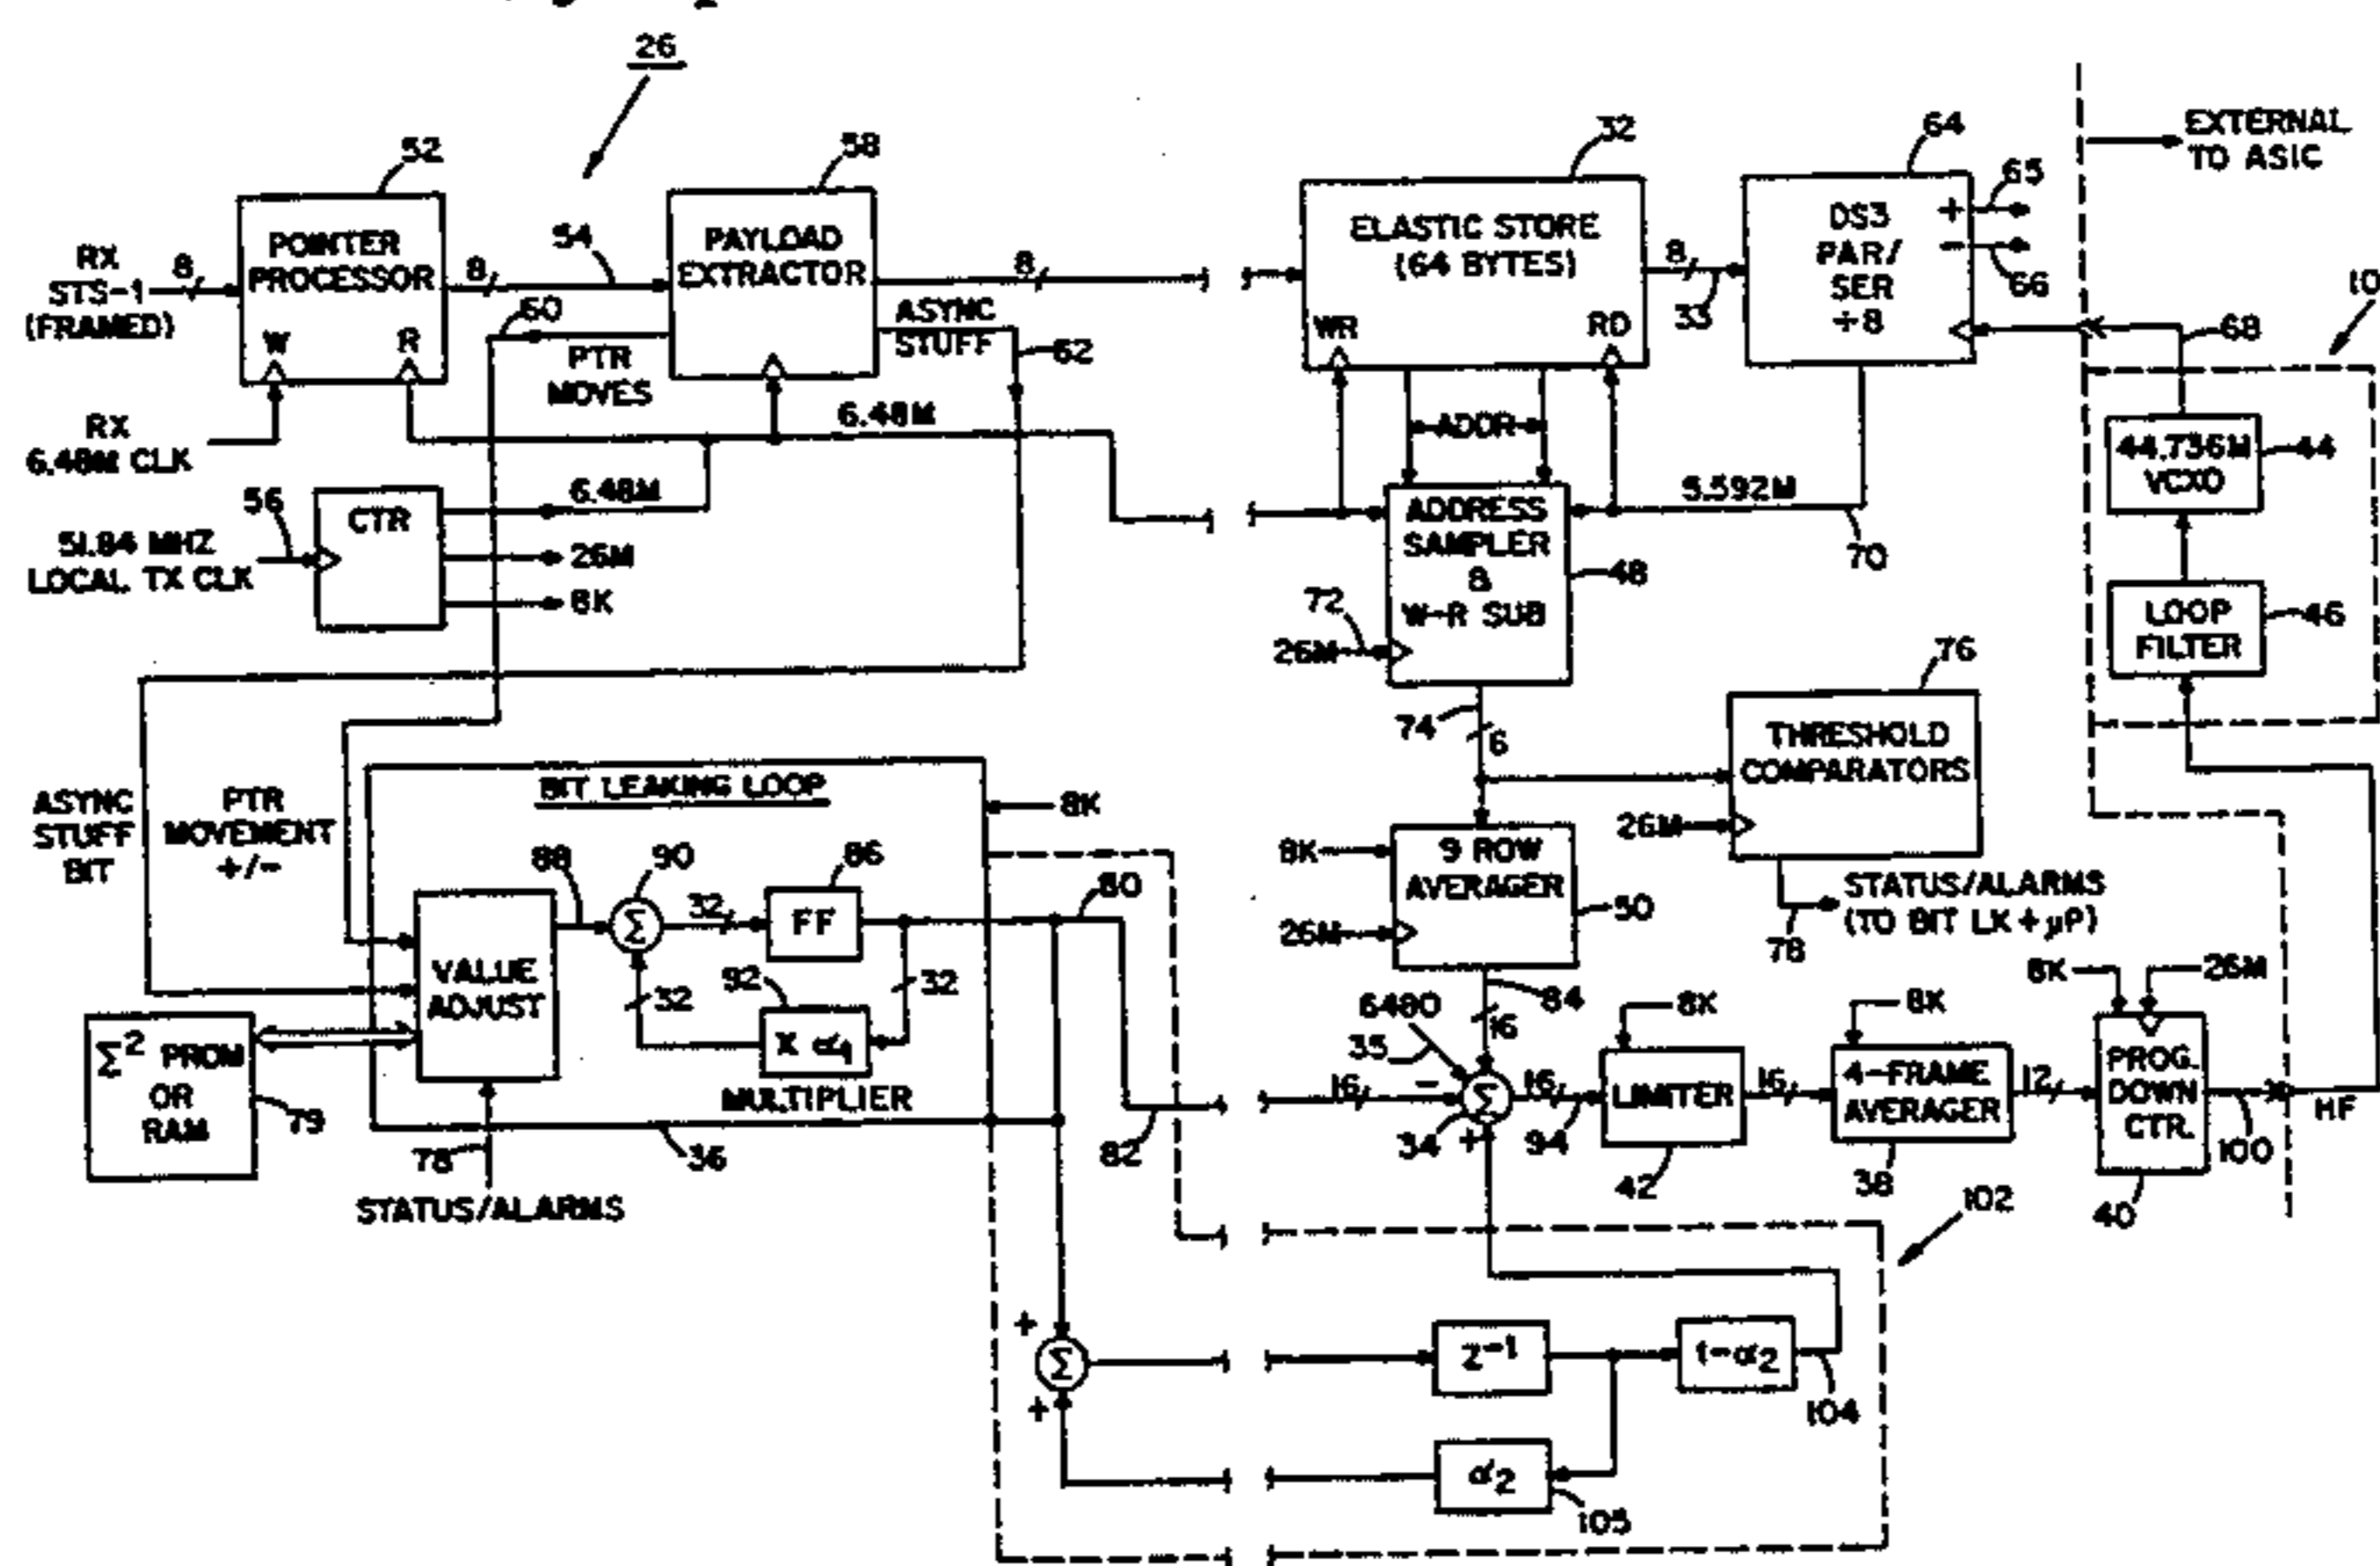 26
52
58
32
64
EXTERNAL
TO ASIC
65
66
RX
STS-1
(FRAMED)
8
POINTER
PROCESSOR
W
R
8
54
60
PTR
MOVES
PAYLOAD
EXTRACTOR
8
ASYNC
STUFF
62
ELASTIC STORE
(64 BYTES)
WR
RD
8
33
DS3
PAR/
SER
÷8
+
−
68
10
RX
6.48M CLK
6.48M
ADDR
44.736M
VCXO
44
56
51.84 MHZ
LOCAL TX CLK
CTR
6.48M
26M
8K
ADDRESS
SAMPLER
&
W-R SUB
48
5.592M
70
72
26M
LOOP
FILTER
46
74
6
76
THRESHOLD
COMPARATORS
26M
STATUS/ALARMS
(TO BIT LK + µP)
78
ASYNC
STUFF
BIT
PTR
MOVEMENT
+/−
BIT LEAKING LOOP
8K
88
90
86
80
Σ
32
FF
32
92
32
X α1
MULTIPLIER
VALUE
ADJUST
Σ2 PROM
OR
RAM
79
78
STATUS/ALARMS
36
82
8K
26M
9 ROW
AVERAGER
50
84
16
6480
35
16
−
Σ
+
34
16
94
8K
LIMITER
42
16
8K
4-FRAME
AVERAGER
38
12
8K
26M
PROG.
DOWN
CTR.
40
100
HF
102
+
Σ
+
Z-1
1-α2
104
α2
105